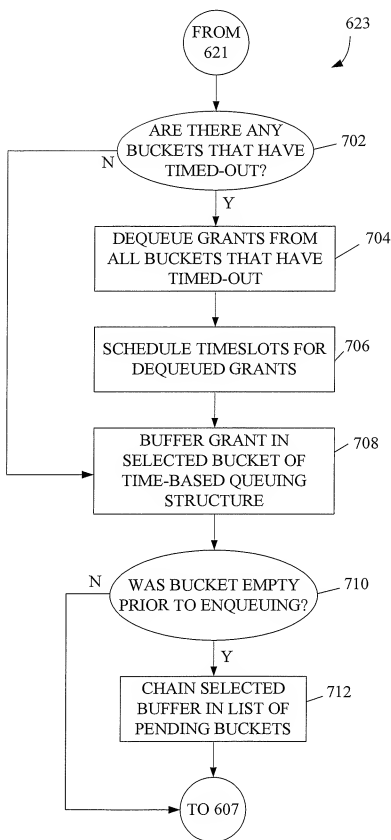 FROM
621
623
ARE THERE ANY
BUCKETS THAT HAVE
TIMED-OUT?
702
N
Y
DEQUEUE GRANTS FROM
ALL BUCKETS THAT HAVE
TIMED-OUT
704
SCHEDULE TIMESLOTS FOR
DEQUEUED GRANTS
706
BUFFER GRANT IN
SELECTED BUCKET OF
TIME-BASED QUEUING
STRUCTURE
708
WAS BUCKET EMPTY
PRIOR TO ENQUEUING?
710
N
Y
CHAIN SELECTED
BUFFER IN LIST OF
PENDING BUCKETS
712
TO 607